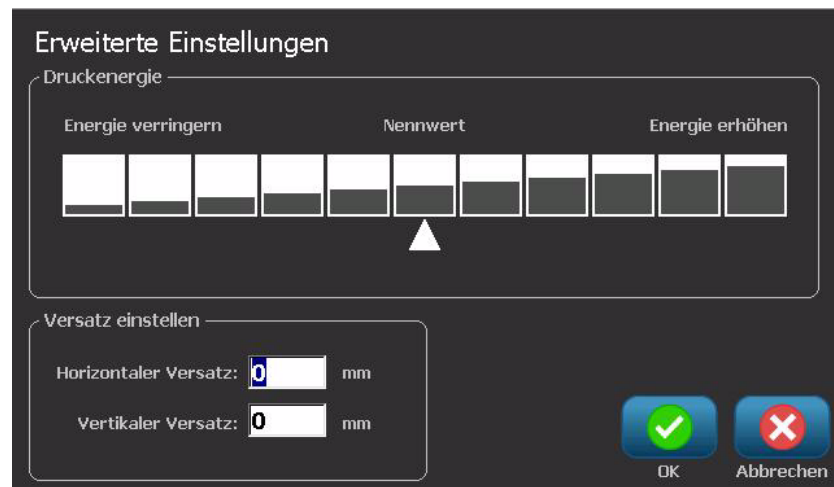 Erweiterte Einstellungen
Druckenergie
Energie verringern Nennwert Energie erhöhen
Versatz einstellen
Horizontaler Versatz: 0 mm
Vertikaler Versatz: 0 mm
OK Abbrechen